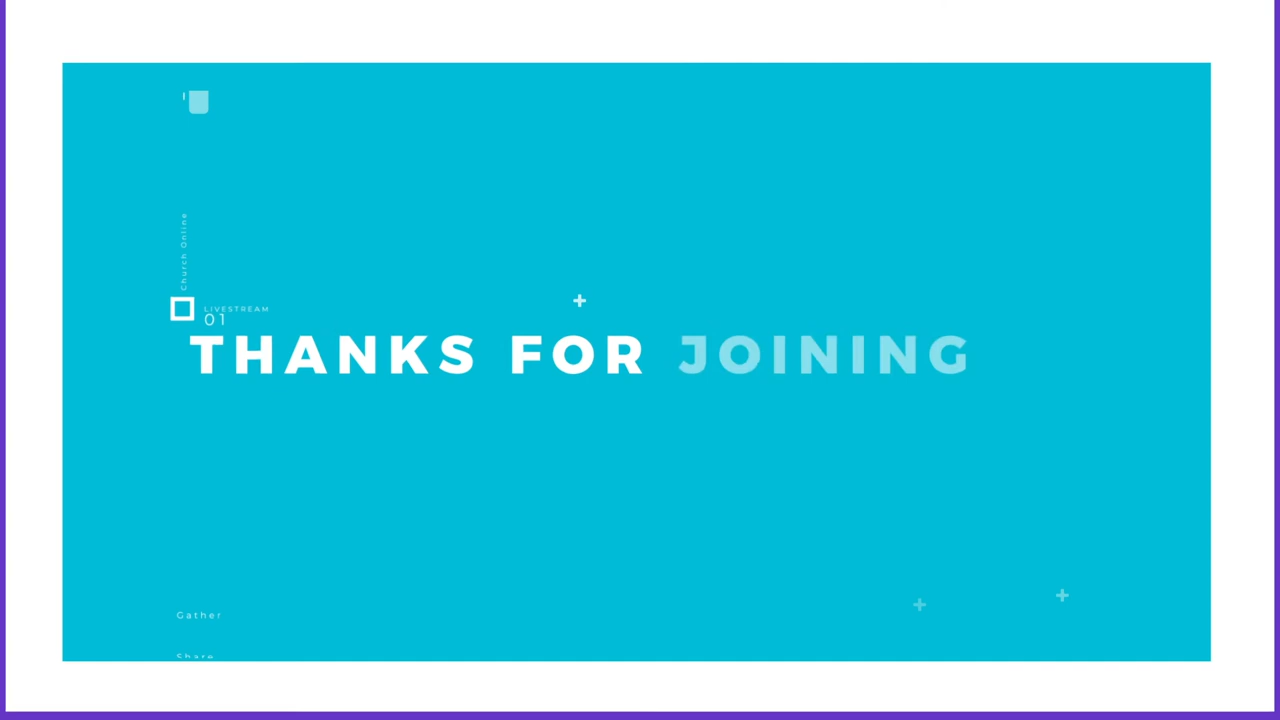 Church Online
LIVESTREAM
01
THANKS FOR JOINING
Gather
Share